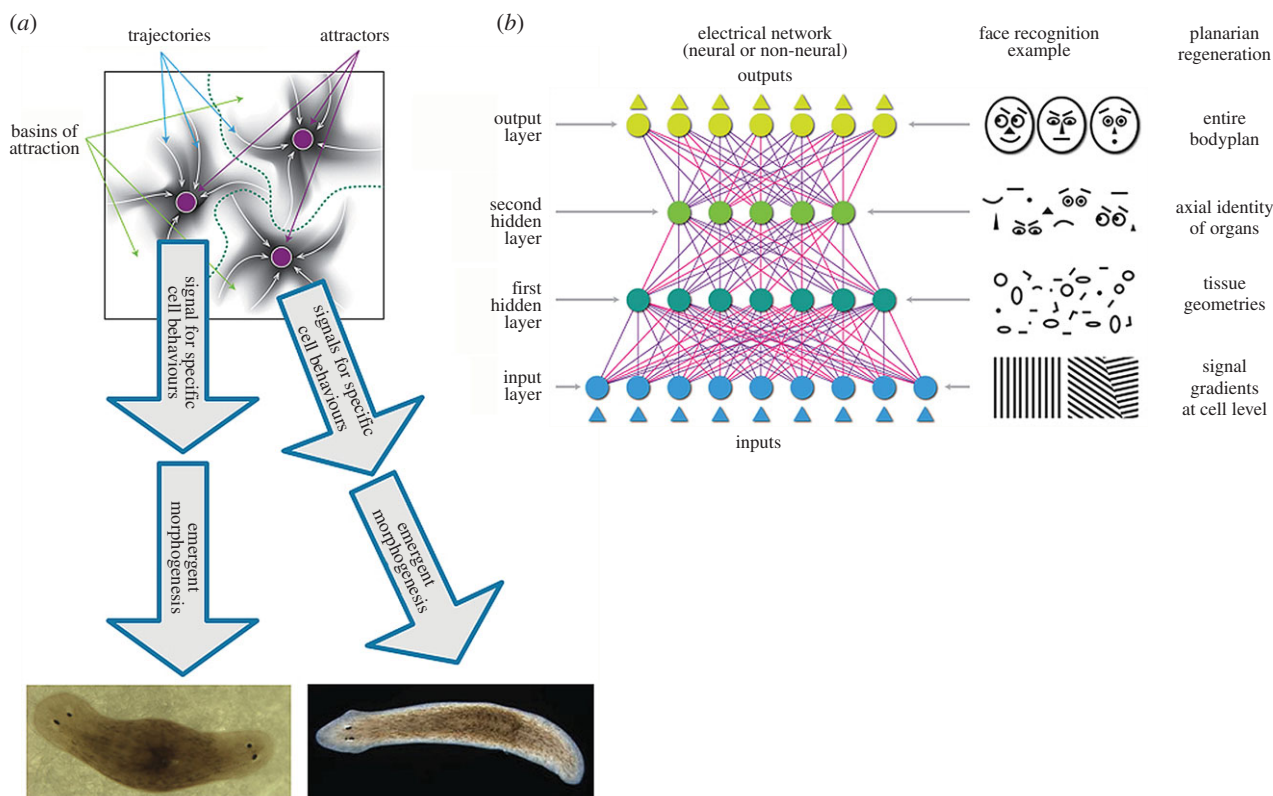 (a)
trajectories
attractors
basins of
attraction
signal for specific
cell behaviours
signals for specific
cell behaviours
emergent
morphogenesis
emergent
morphogenesis
(b)
electrical network
(neural or non-neural)
outputs
face recognition
example
planarian
regeneration
output
layer
entire
bodyplan
second
hidden
layer
axial identity
of organs
first
hidden
layer
tissue
geometries
input
layer
signal
gradients
at cell level
inputs